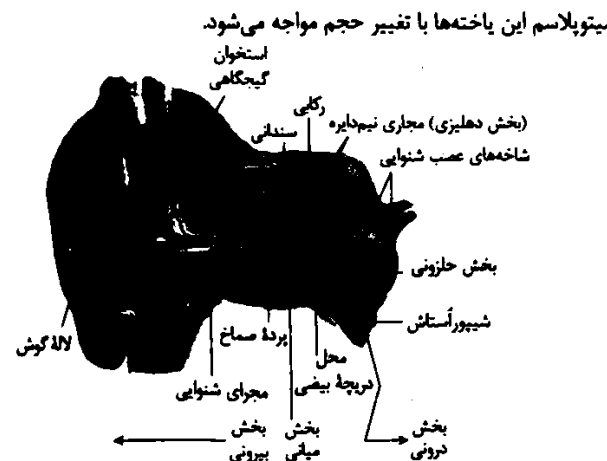 سیتوپلاسم این یاخته‌ها با تغییر حجم مواجه می‌شود.
استخوان
گیجگاهی
رکابی
سندانی
(بخش دهلیزی) مجاری نیم‌دایره
شاخه‌های عصب شنوایی
بخش حلزونی
شیپور اُستاش
محل
دریچهٔ بیضی
پردهٔ صماخ
مجرای شنوایی
لالهٔ گوش
بخش
درونی
بخش
میانی
بخش
بیرونی